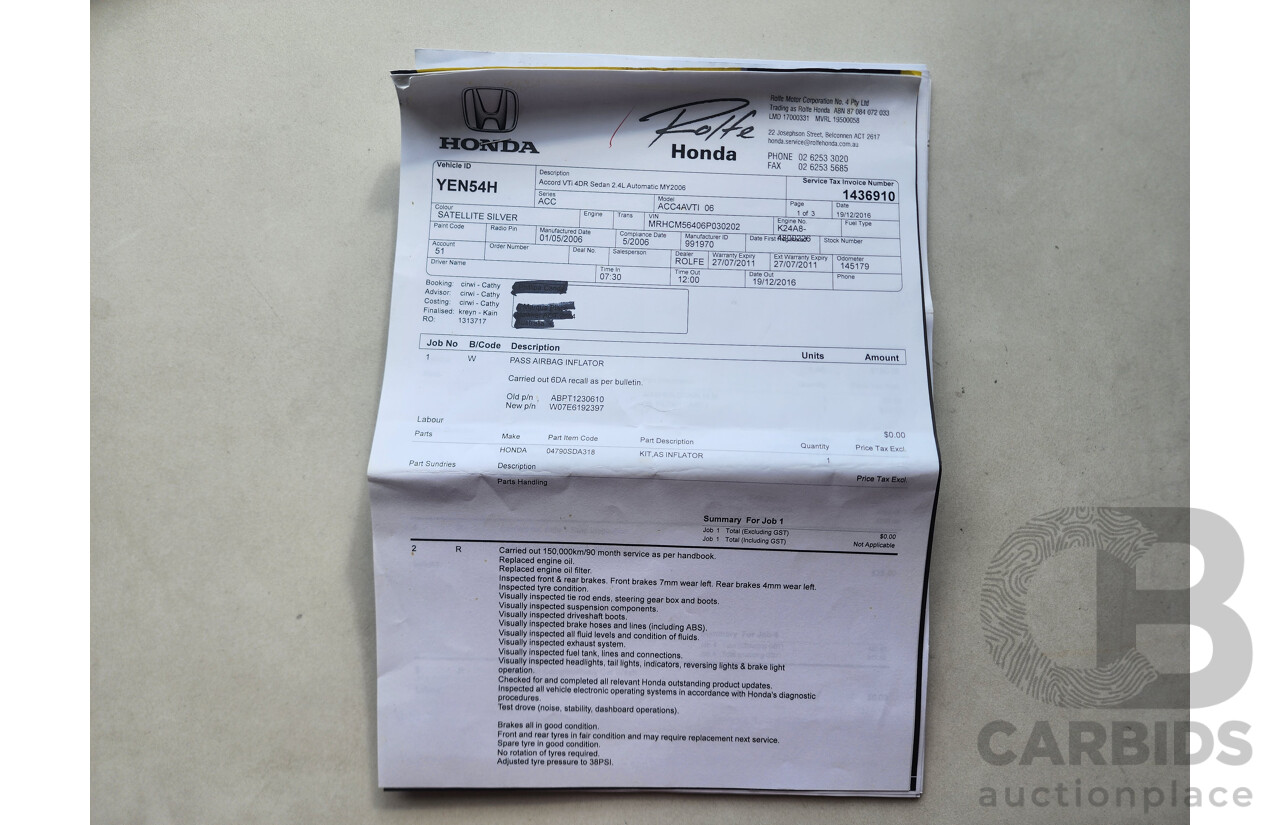 HONDA
Rolfe
Honda
Rolfe Motor Corporation No. 4 Pty Ltd
Trading as Rolfe Honda ABN 87 084 072 033
LMD 17000331 MVRL 19500058
22 Josephson Street, Belconnen ACT 2617
honda.service@rolfehonda.com.au
PHONE 02 6253 3020
FAX 02 6253 5685
Vehicle ID
YEN54H
Description
Accord VTi 4DR Sedan 2.4L Automatic MY2006
Service Tax Invoice Number
1436910
Series
ACC
Model
ACC4AVTI 06
Page
1 of 3
Date
19/12/2016
Colour
SATELLITE SILVER
Engine
Trans
VIN
MRHCM56406P030202
Engine No.
K24A8-
Fuel Type
Paint Code
Radio Pin
Manufactured Date
01/05/2006
Compliance Date
5/2006
Manufacturer ID
991970
Date First
Stock Number
Account
51
Order Number
Deal No.
Salesperson
Dealer
ROLFE
Warranty Expiry
27/07/2011
Ext Warranty Expiry
27/07/2011
Odometer
145179
Driver Name
Time In
07:30
Time Out
12:00
Date Out
19/12/2016
Phone
Booking: cirwi - Cathy
Advisor: cirwi - Cathy
Costing: cirwi - Cathy
Finalised: kreyn - Kain
RO: 1313717
Job No B/Code Description Units Amount
1 W PASS AIRBAG INFLATOR
Carried out 6DA recall as per bulletin.
Old p/n : ABPT1230610
New p/n W07E6192397
Labour $0.00
Parts Make Part Item Code Part Description Quantity Price Tax Excl.
HONDA 04790SDA318 KIT,AS INFLATOR 1
Part Sundries Description Price Tax Excl
Parts Handling
Summary For Job 1
Job 1 Total (Excluding GST) $0.00
Job 1 Total (Including GST) Not Applicable
2 R Carried out 150,000km/90 month service as per handbook.
Replaced engine oil.
Replaced engine oil filter.
Inspected front & rear brakes. Front brakes 7mm wear left. Rear brakes 4mm wear left.
Inspected tyre condition.
Visually inspected tie rod ends, steering gear box and boots.
Visually inspected suspension components.
Visually inspected driveshaft boots.
Visually inspected brake hoses and lines (including ABS).
Visually inspected all fluid levels and condition of fluids.
Visually inspected exhaust system.
Visually inspected fuel tank, lines and connections.
Visually inspected headlights, tail lights, indicators, reversing lights & brake light
operation.
Checked for and completed all relevant Honda outstanding product updates.
Inspected all vehicle electronic operating systems in accordance with Honda's diagnostic
procedures.
Test drove (noise, stability, dashboard operations).
Brakes all in good condition.
Front and rear tyres in fair condition and may require replacement next service.
Spare tyre in good condition.
No rotation of tyres required.
Adjusted tyre pressure to 38PSI.
CB
CARBIDS
auctionplace